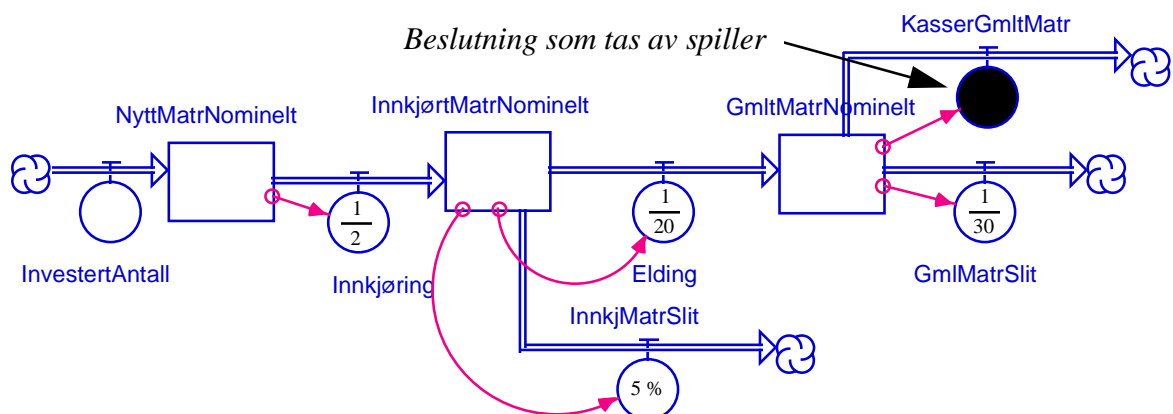 KasserGmltMatr
Beslutning som tas av spiller
InnkjørtMatrNominelt
GmltMatrNominelt
NyttMatrNominelt
1
2
1
20
1
30
InvestertAntall
Innkjøring
Elding
GmlMatrSlit
InnkjMatrSlit
5 %